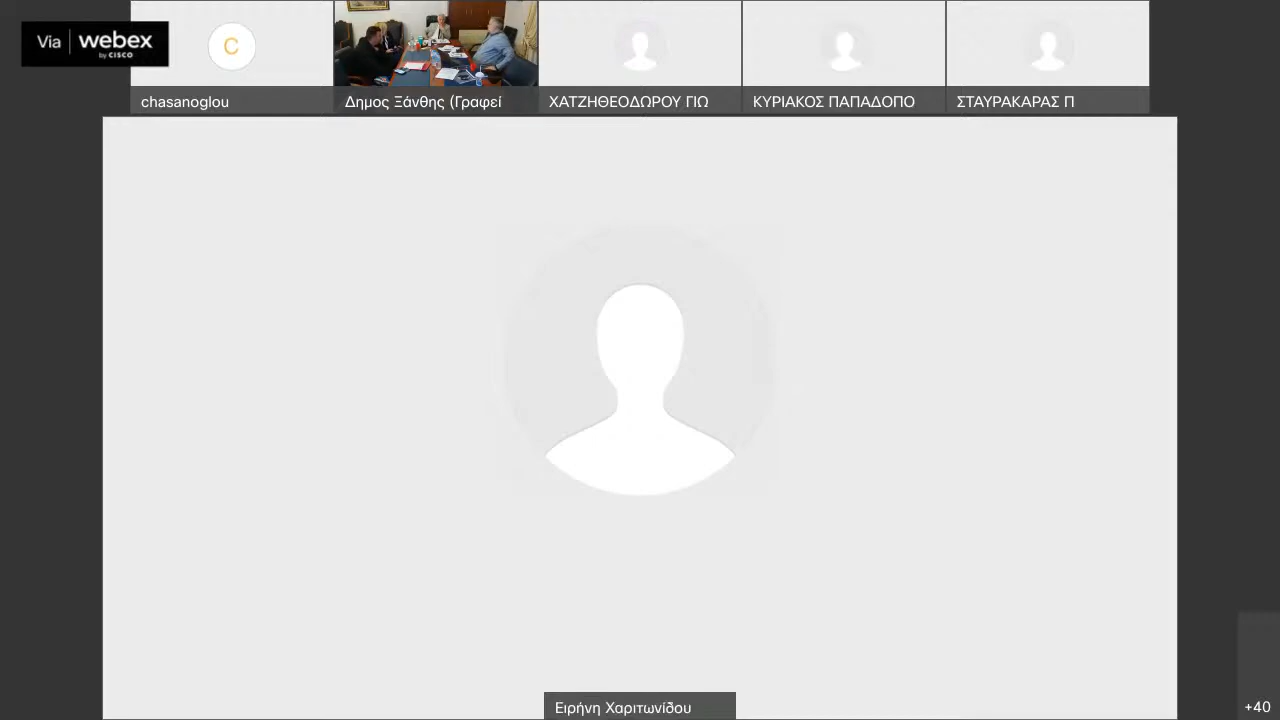 Via webex
by CISCO
C
chasanoglou
Δημος Ξάνθης (Γραφεί
ΧΑΤΖΗΘΕΟΔΩΡΟΥ ΓΙΩ
ΚΥΡΙΑΚΟΣ ΠΑΠΑΔΟΠΟ
ΣΤΑΥΡΑΚΑΡΑΣ Π
Ειρήνη Χαριτωνίδου
+40